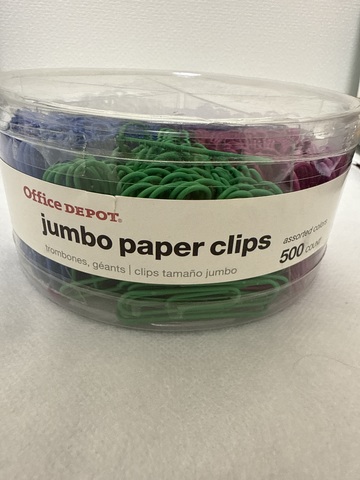 Office DEPOT®
jumbo paper clips
trombones, géants | clips tamaño jumbo
assorted colors
500 COUNT